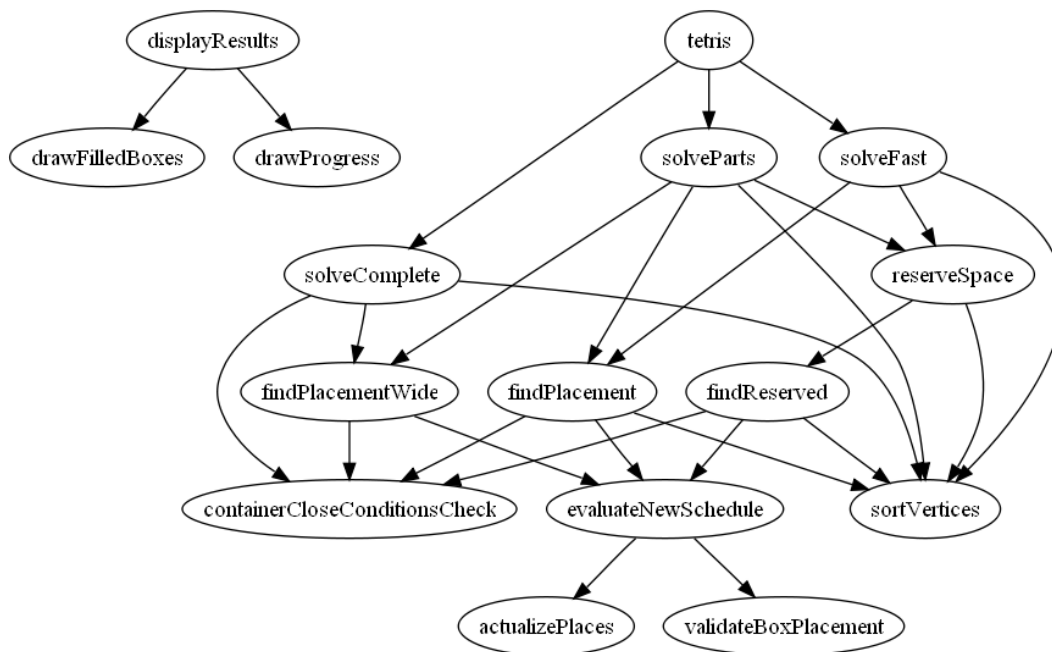 displayResults
tetris
drawFilledBoxes
drawProgress
solveParts
solveFast
solveComplete
reserveSpace
findPlacementWide
findPlacement
findReserved
containerCloseConditionsCheck
evaluateNewSchedule
sortVertices
actualizePlaces
validateBoxPlacement